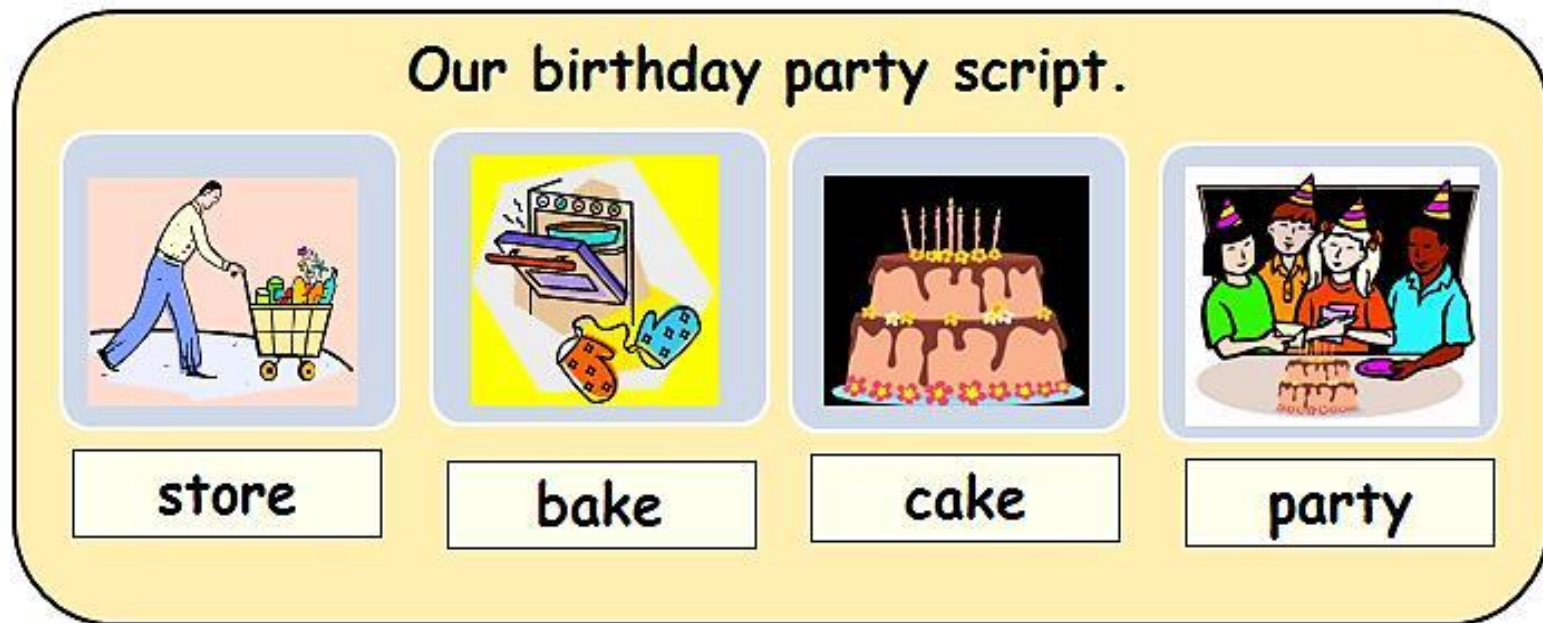 Our birthday party script.
store
bake
cake
party